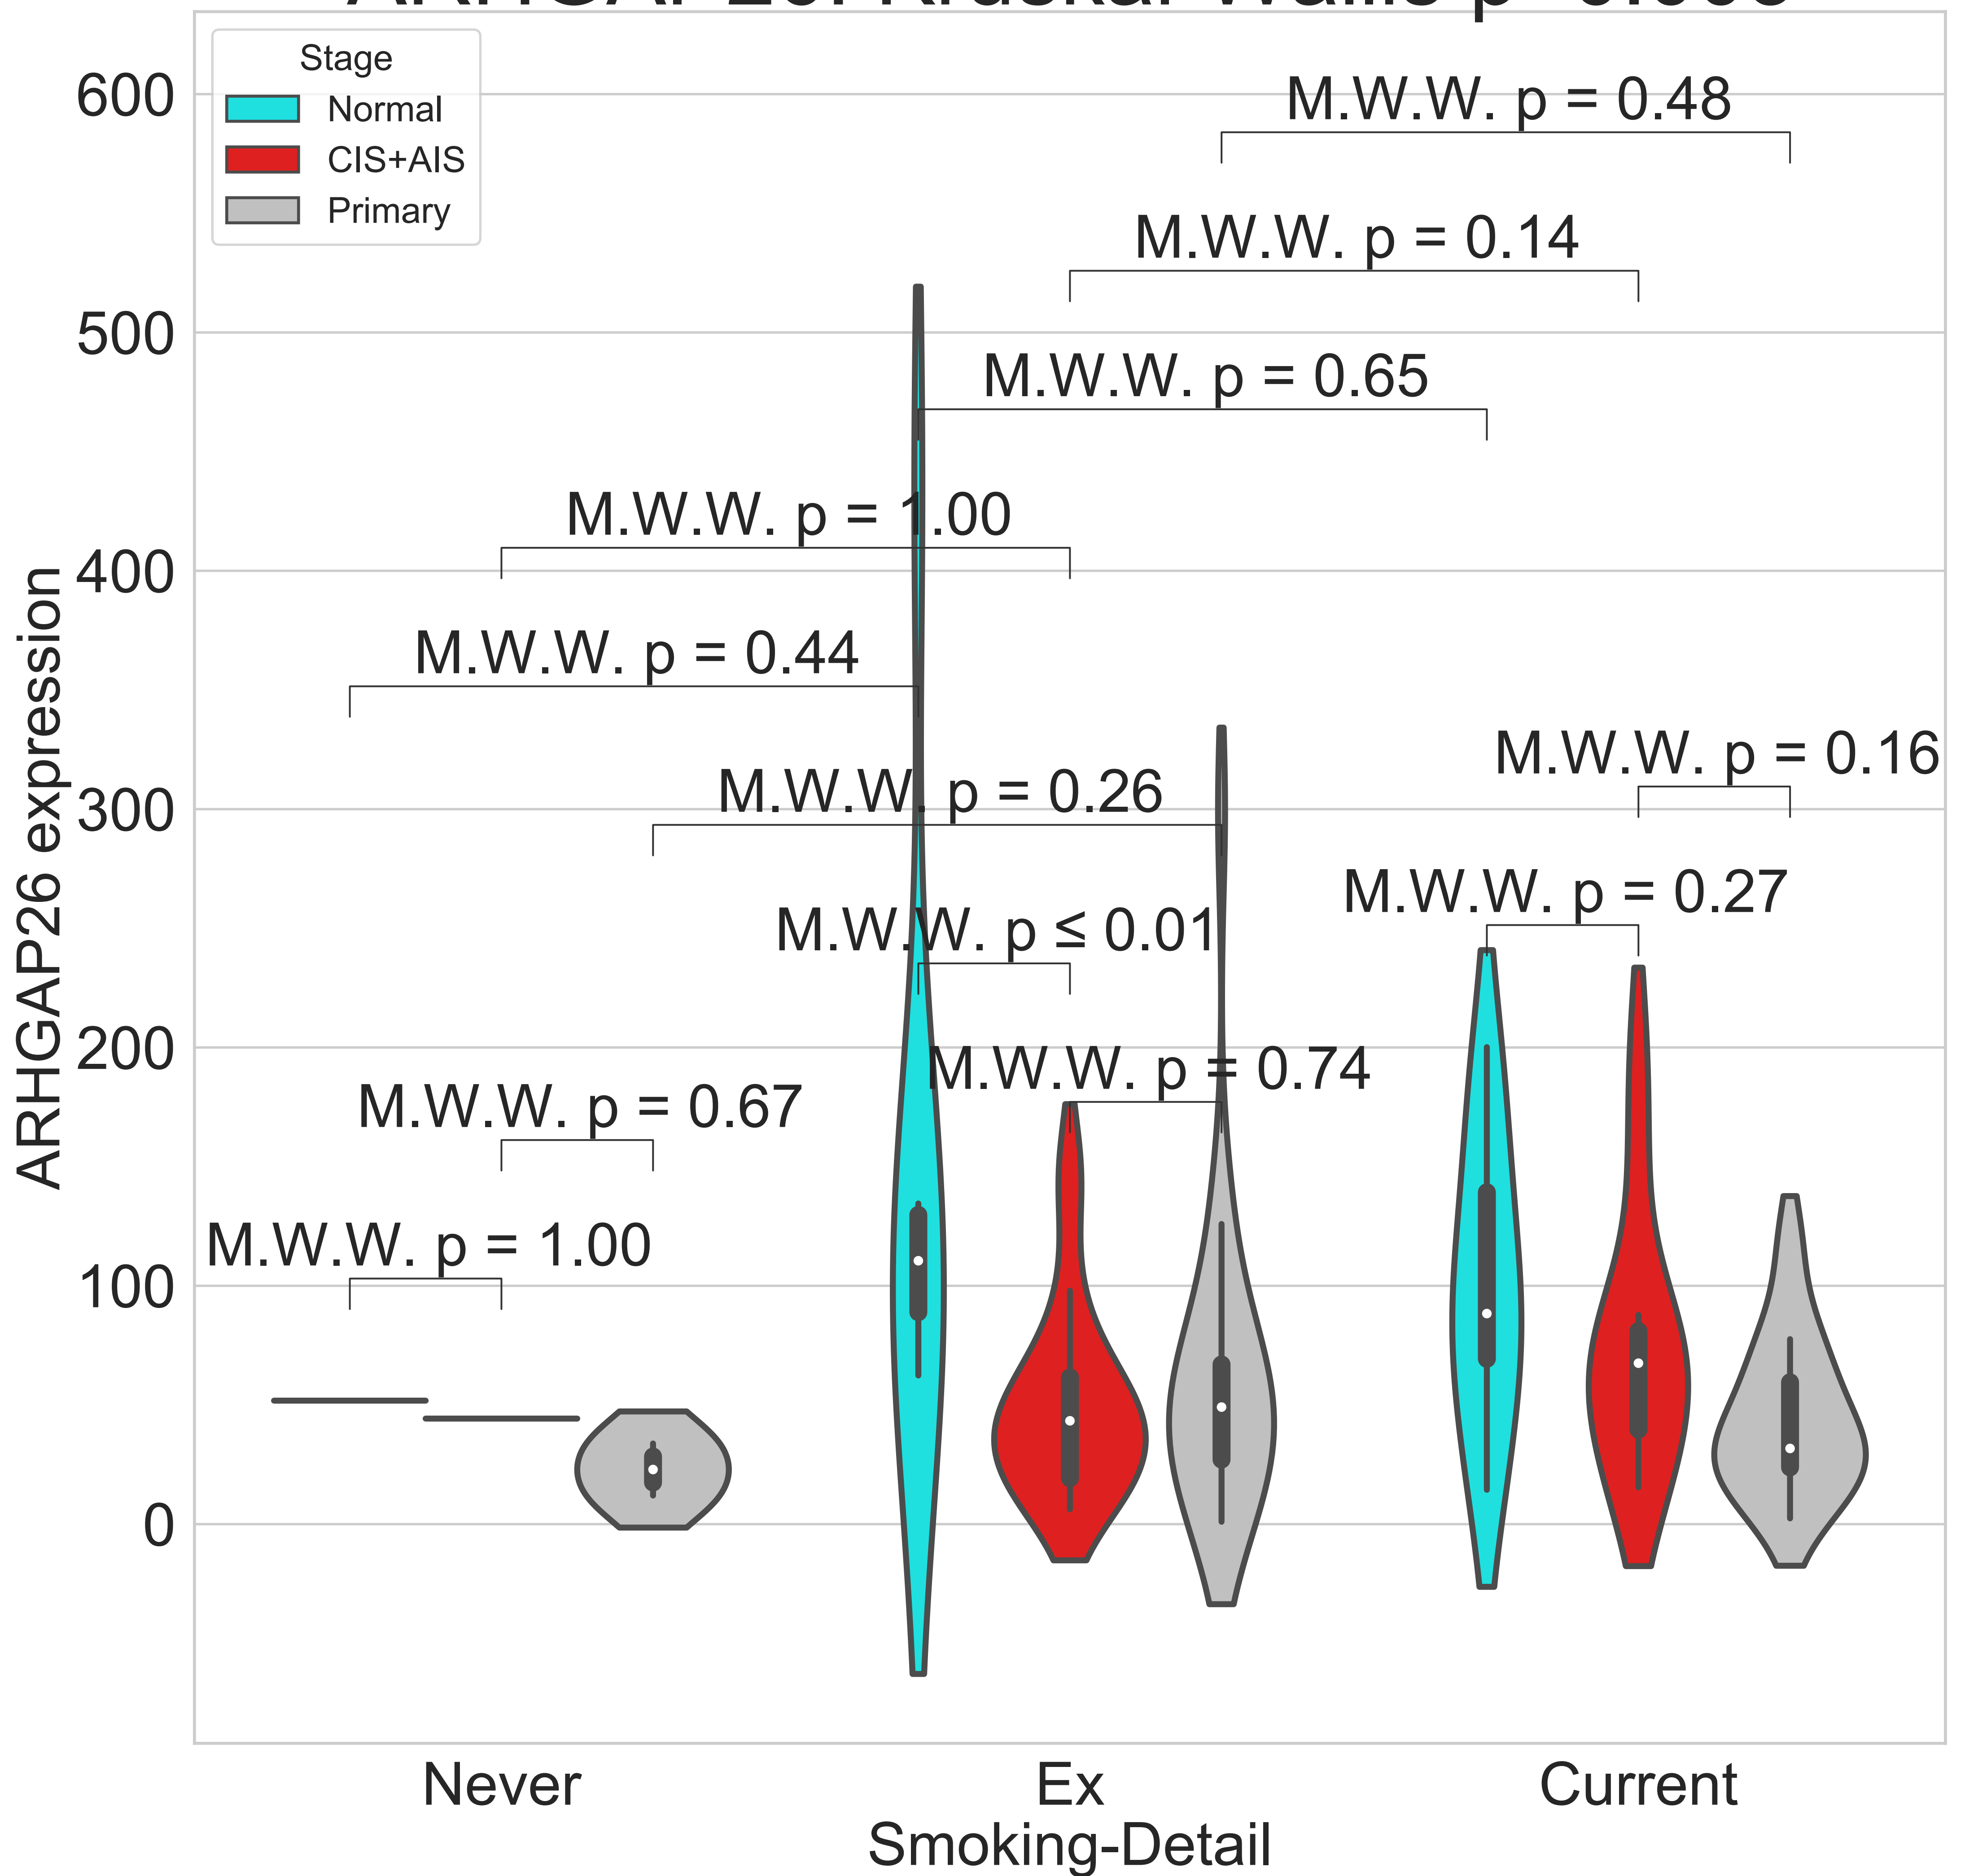 Stage
Normal
CIS+AIS
Primary
600
500
400
300
200
100
0
ARHGAP26 expression
M.W.W. p = 0.48
M.W.W. p = 0.14
M.W.W. p = 0.65
M.W.W. p = 1.00
M.W.W. p = 0.44
M.W.W. p = 0.16
M.W.W. p = 0.26
M.W.W. p = 0.27
M.W.W. p ≤ 0.01
M.W.W. p = 0.74
M.W.W. p = 0.67
M.W.W. p = 1.00
Never
Ex
Current
Smoking-Detail